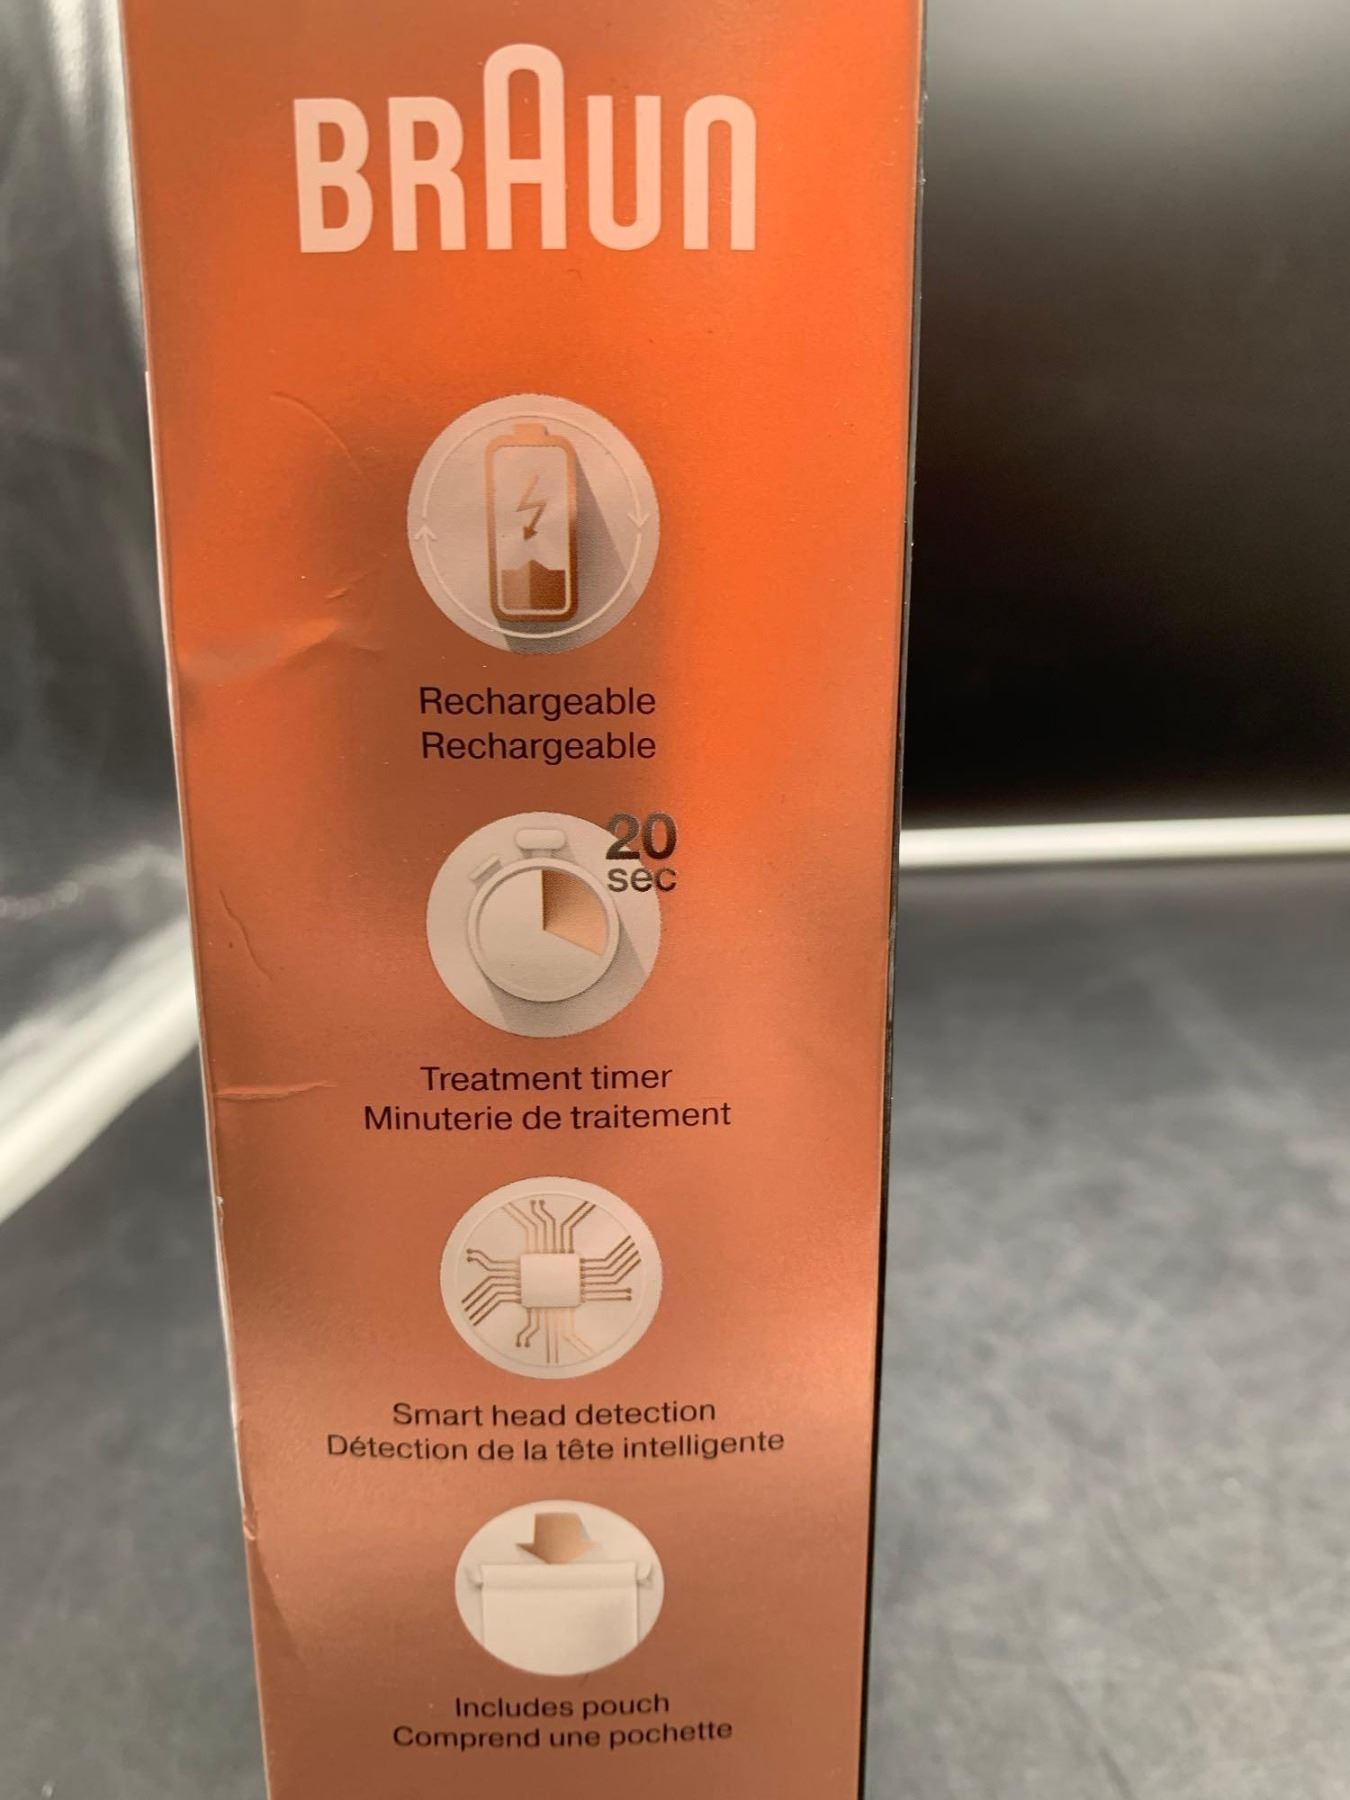 BRAUN
Rechargeable
Rechargeable
20
sec
Treatment timer
Minuterie de traitement
Smart head detection
Détection de la tête intelligente
Includes pouch
Comprend une pochette